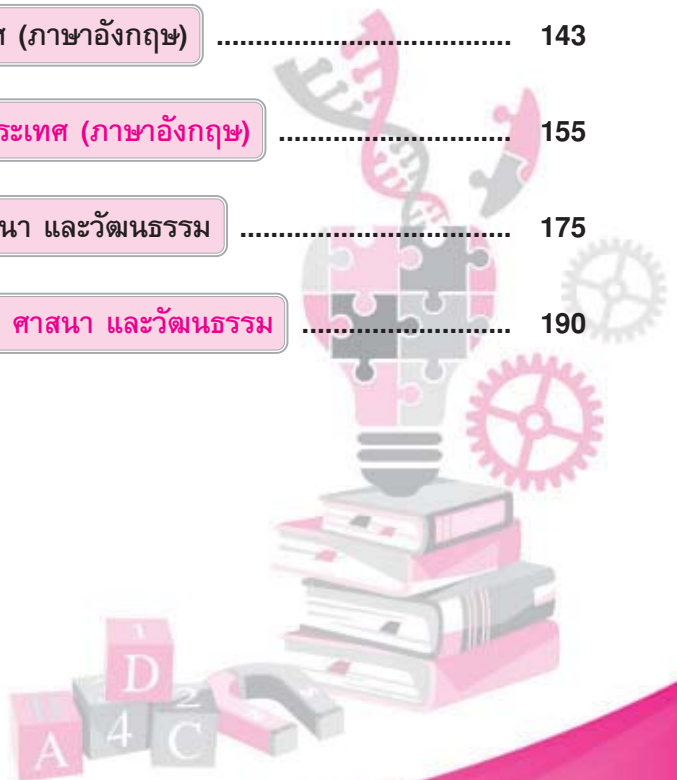 ศ (ภาษาอังกฤษ) ...................................... 143
ระเทศ (ภาษาอังกฤษ) .............................. 155
นา และวัฒนธรรม ................................... 175
ศาสนา และวัฒนธรรม ........................... 190
1
D
2
A
4
C